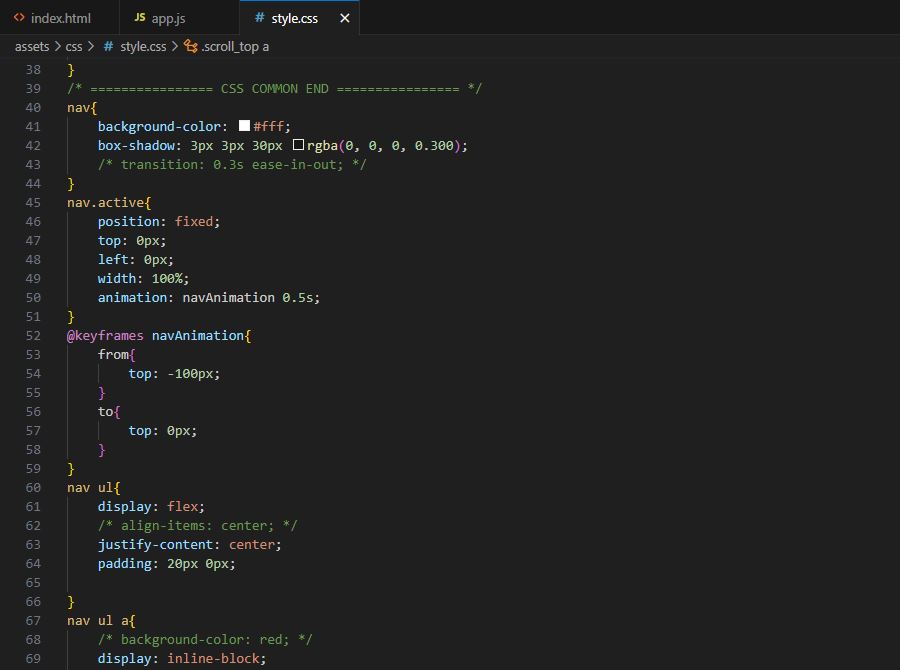 <> index.html JS app.js # style.css ×
assets > css > # style.css > .scroll_top a
38 }
39 /* ================ CSS COMMON END ================ */
40 nav{
41 background-color: #fff;
42 box-shadow: 3px 3px 30px rgba(0, 0, 0, 0.300);
43 /* transition: 0.3s ease-in-out; */
44 }
45 nav.active{
46 position: fixed;
47 top: 0px;
48 left: 0px;
49 width: 100%;
50 animation: navAnimation 0.5s;
51 }
52 @keyframes navAnimation{
53 from{
54 top: -100px;
55 }
56 to{
57 top: 0px;
58 }
59 }
60 nav ul{
61 display: flex;
62 /* align-items: center; */
63 justify-content: center;
64 padding: 20px 0px;
65
66 }
67 nav ul a{
68 /* background-color: red; */
69 display: inline-block;